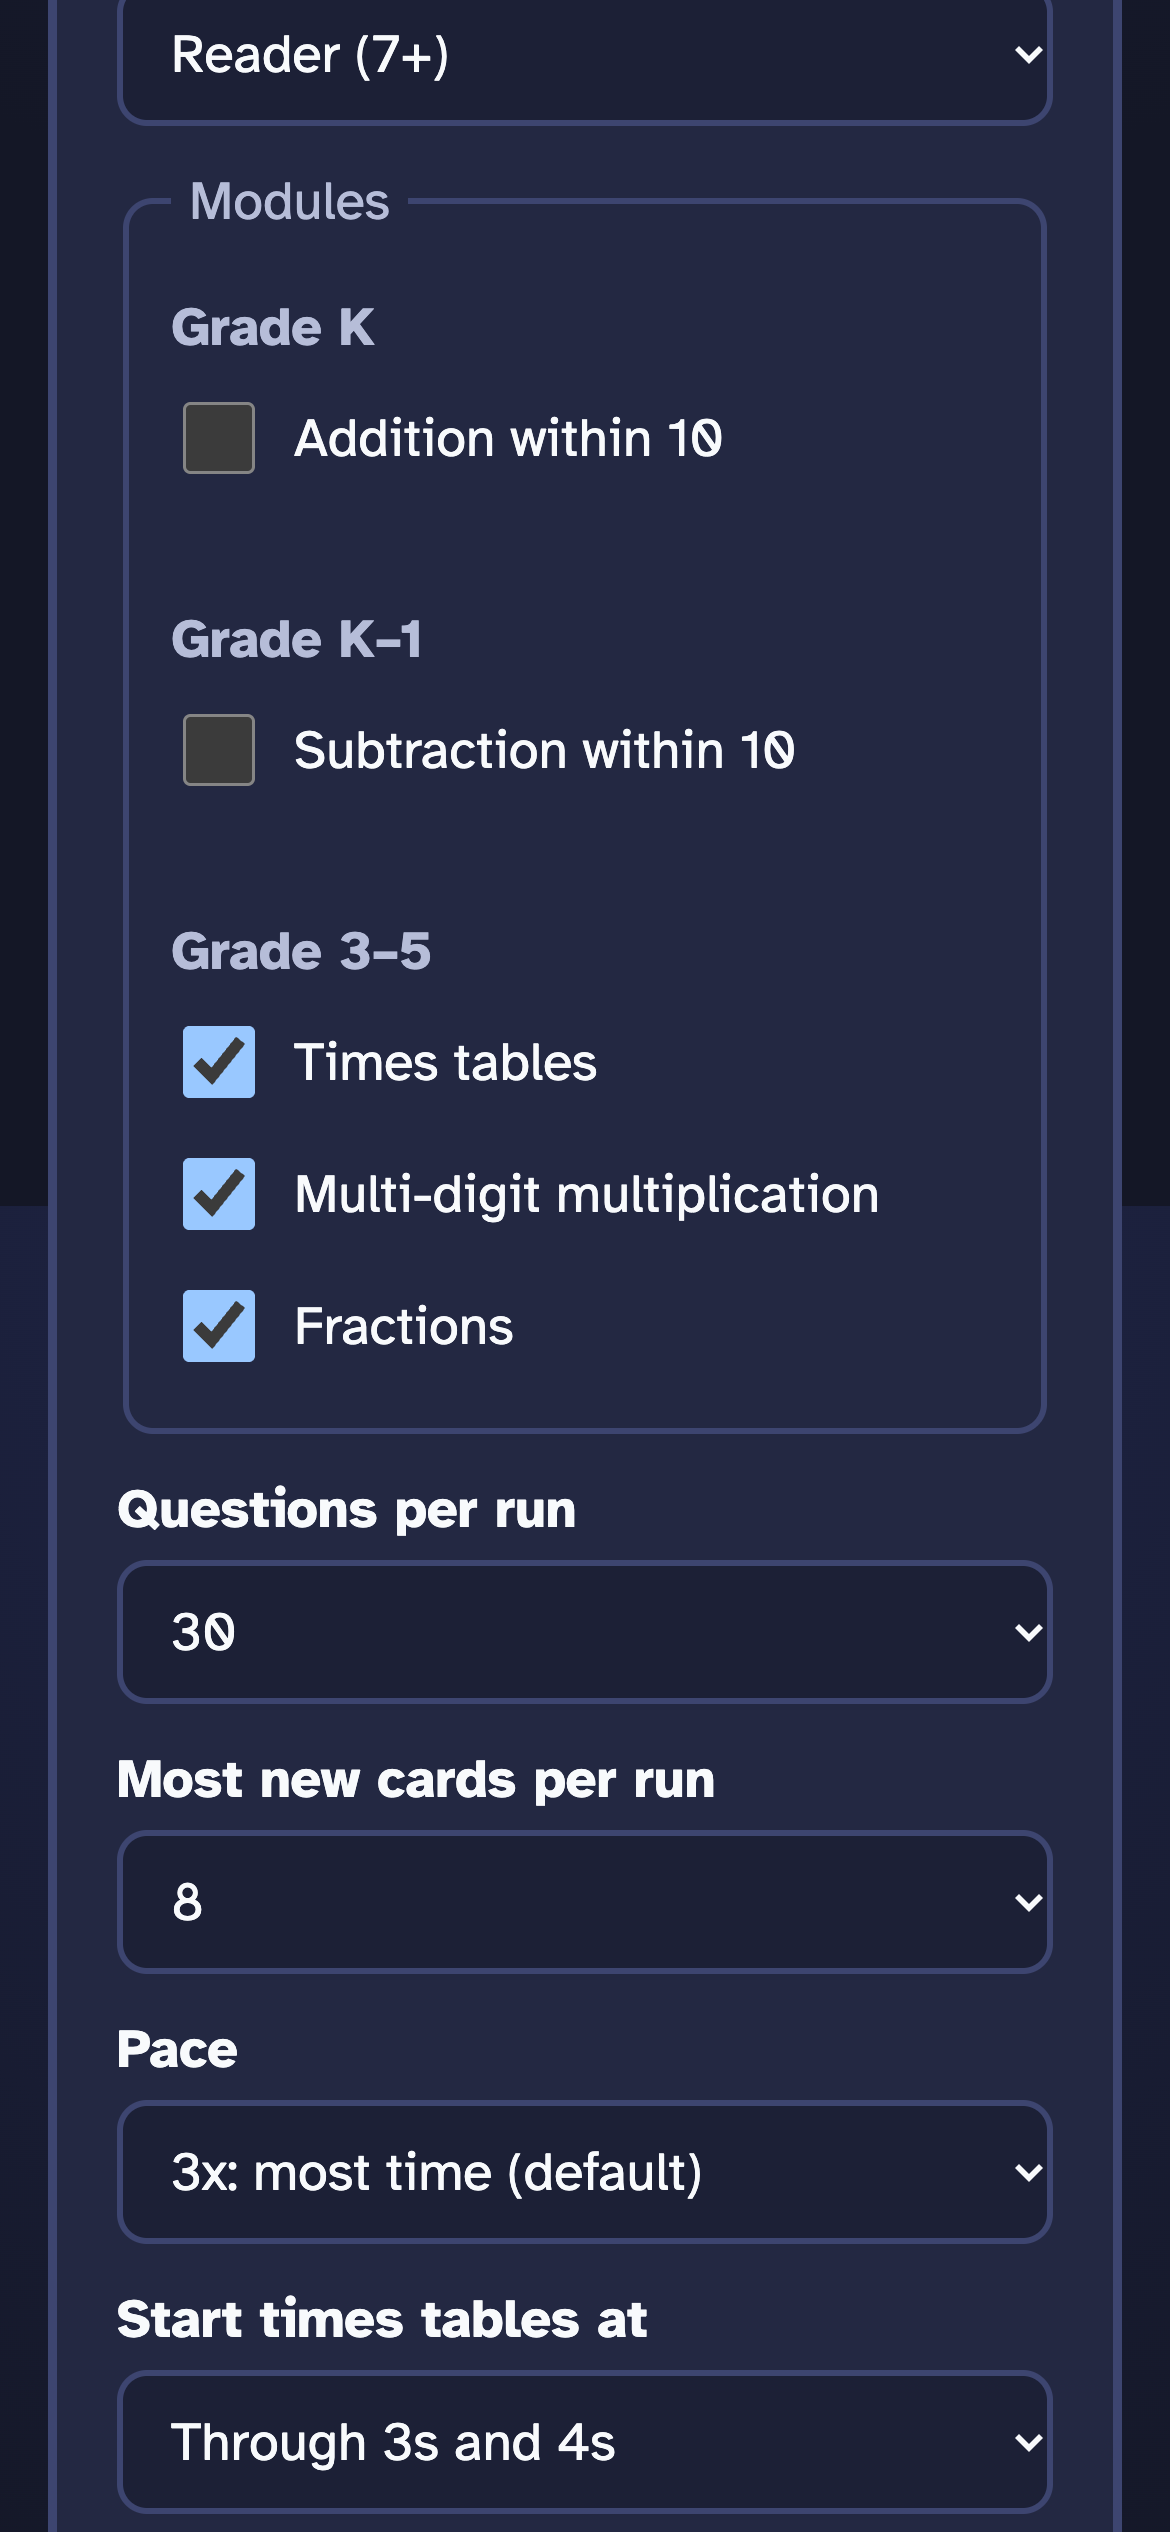 Reader (7+)
Modules
Grade K
Addition within 10
Grade K–1
Subtraction within 10
Grade 3–5
Times tables
Multi-digit multiplication
Fractions
Questions per run
30
Most new cards per run
8
Pace
3x: most time (default)
Start times tables at
Through 3s and 4s